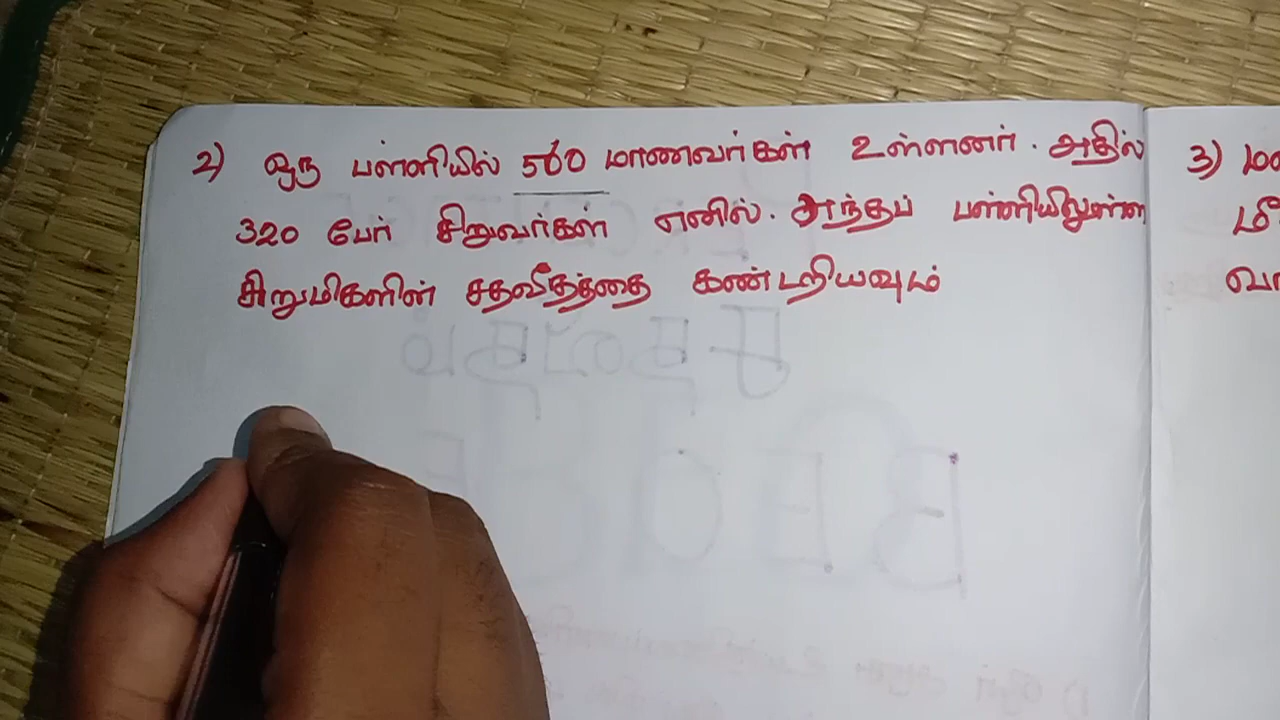 2) ஒரு பள்ளியில் 560 மாணவர்கள் உள்ளனர். அதில்
320 பேர் சிறுவர்கள் எனில். அந்தப் பள்ளியிலுள்ள
சிறுமிகளின் சதவீதத்தை கண்டறியவும்
3)